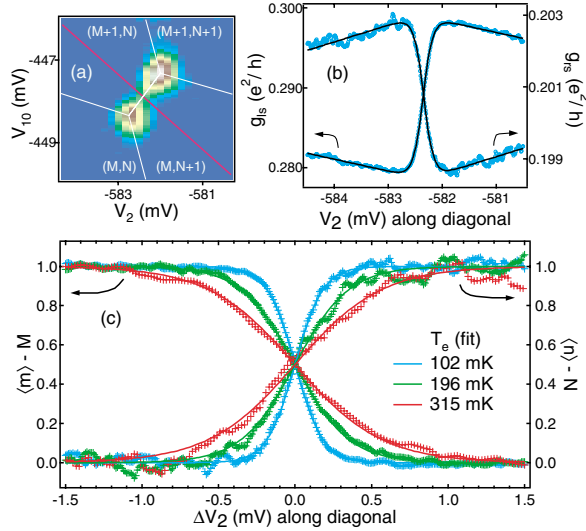 (M+1,N)
(M+1,N+1)
(a)
(M,N)
(M,N+1)
-447
-449
V10 (mV)
-583
-581
V2 (mV)
0.300
0.290
0.280
gls (e2/h)
(b)
0.203
0.201
0.199
grs (e2/h)
-584
-583
-582
-581
V2 (mV) along diagonal
1.0
0.8
0.6
0.4
0.2
0.0
⟨m⟩ - M
(c)
Te (fit)
102 mK
196 mK
315 mK
1.0
0.8
0.6
0.4
0.2
0.0
⟨n⟩ - N
-1.5
-1.0
-0.5
0.0
0.5
1.0
1.5
ΔV2 (mV) along diagonal